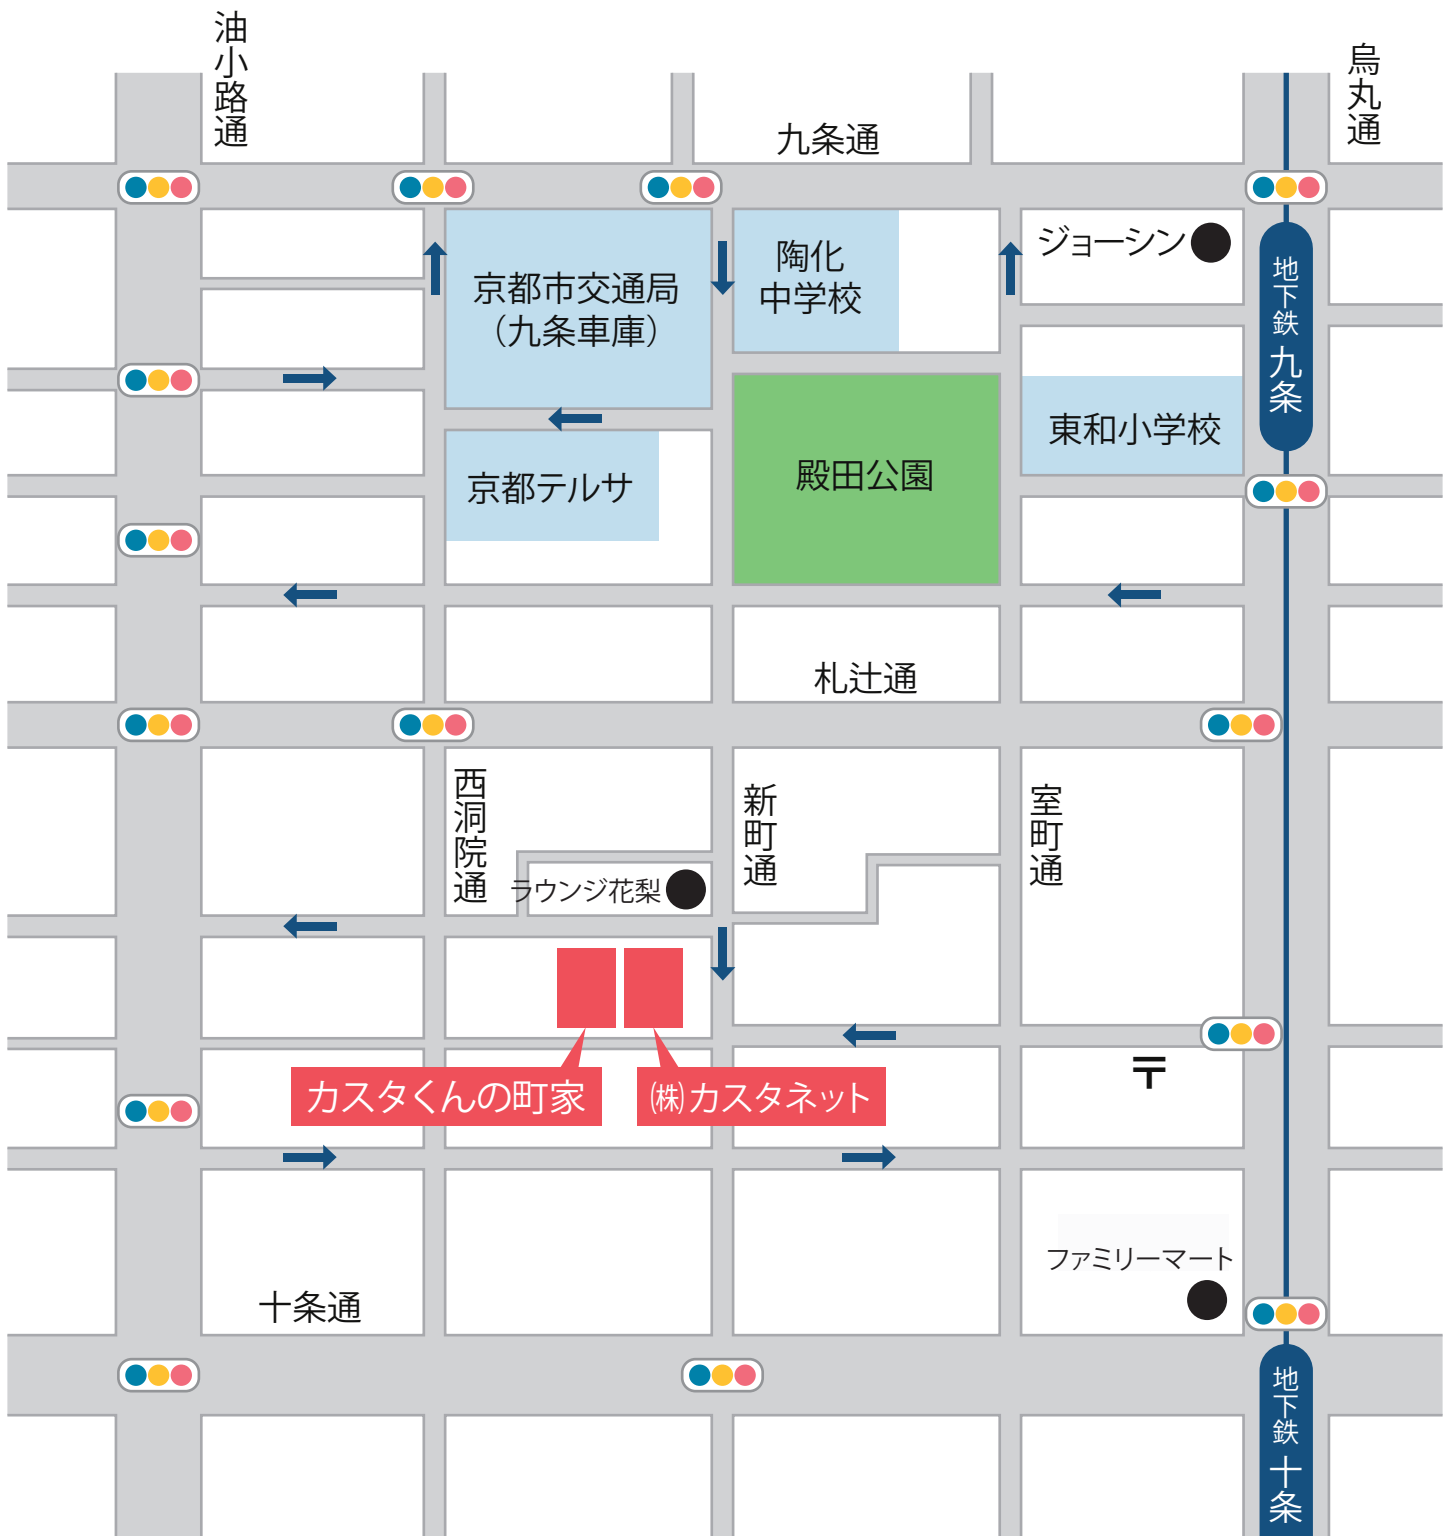 油小路通
烏丸通
九条通
ジョーシン
陶化
中学校
京都市交通局
（九条車庫）
地下鉄 九条
東和小学校
殿田公園
京都テルサ
札辻通
西洞院通
新町通
室町通
ラウンジ花梨
〒
カスタくんの町家
㈱カスタネット
ファミリーマート
十条通
地下鉄 十条